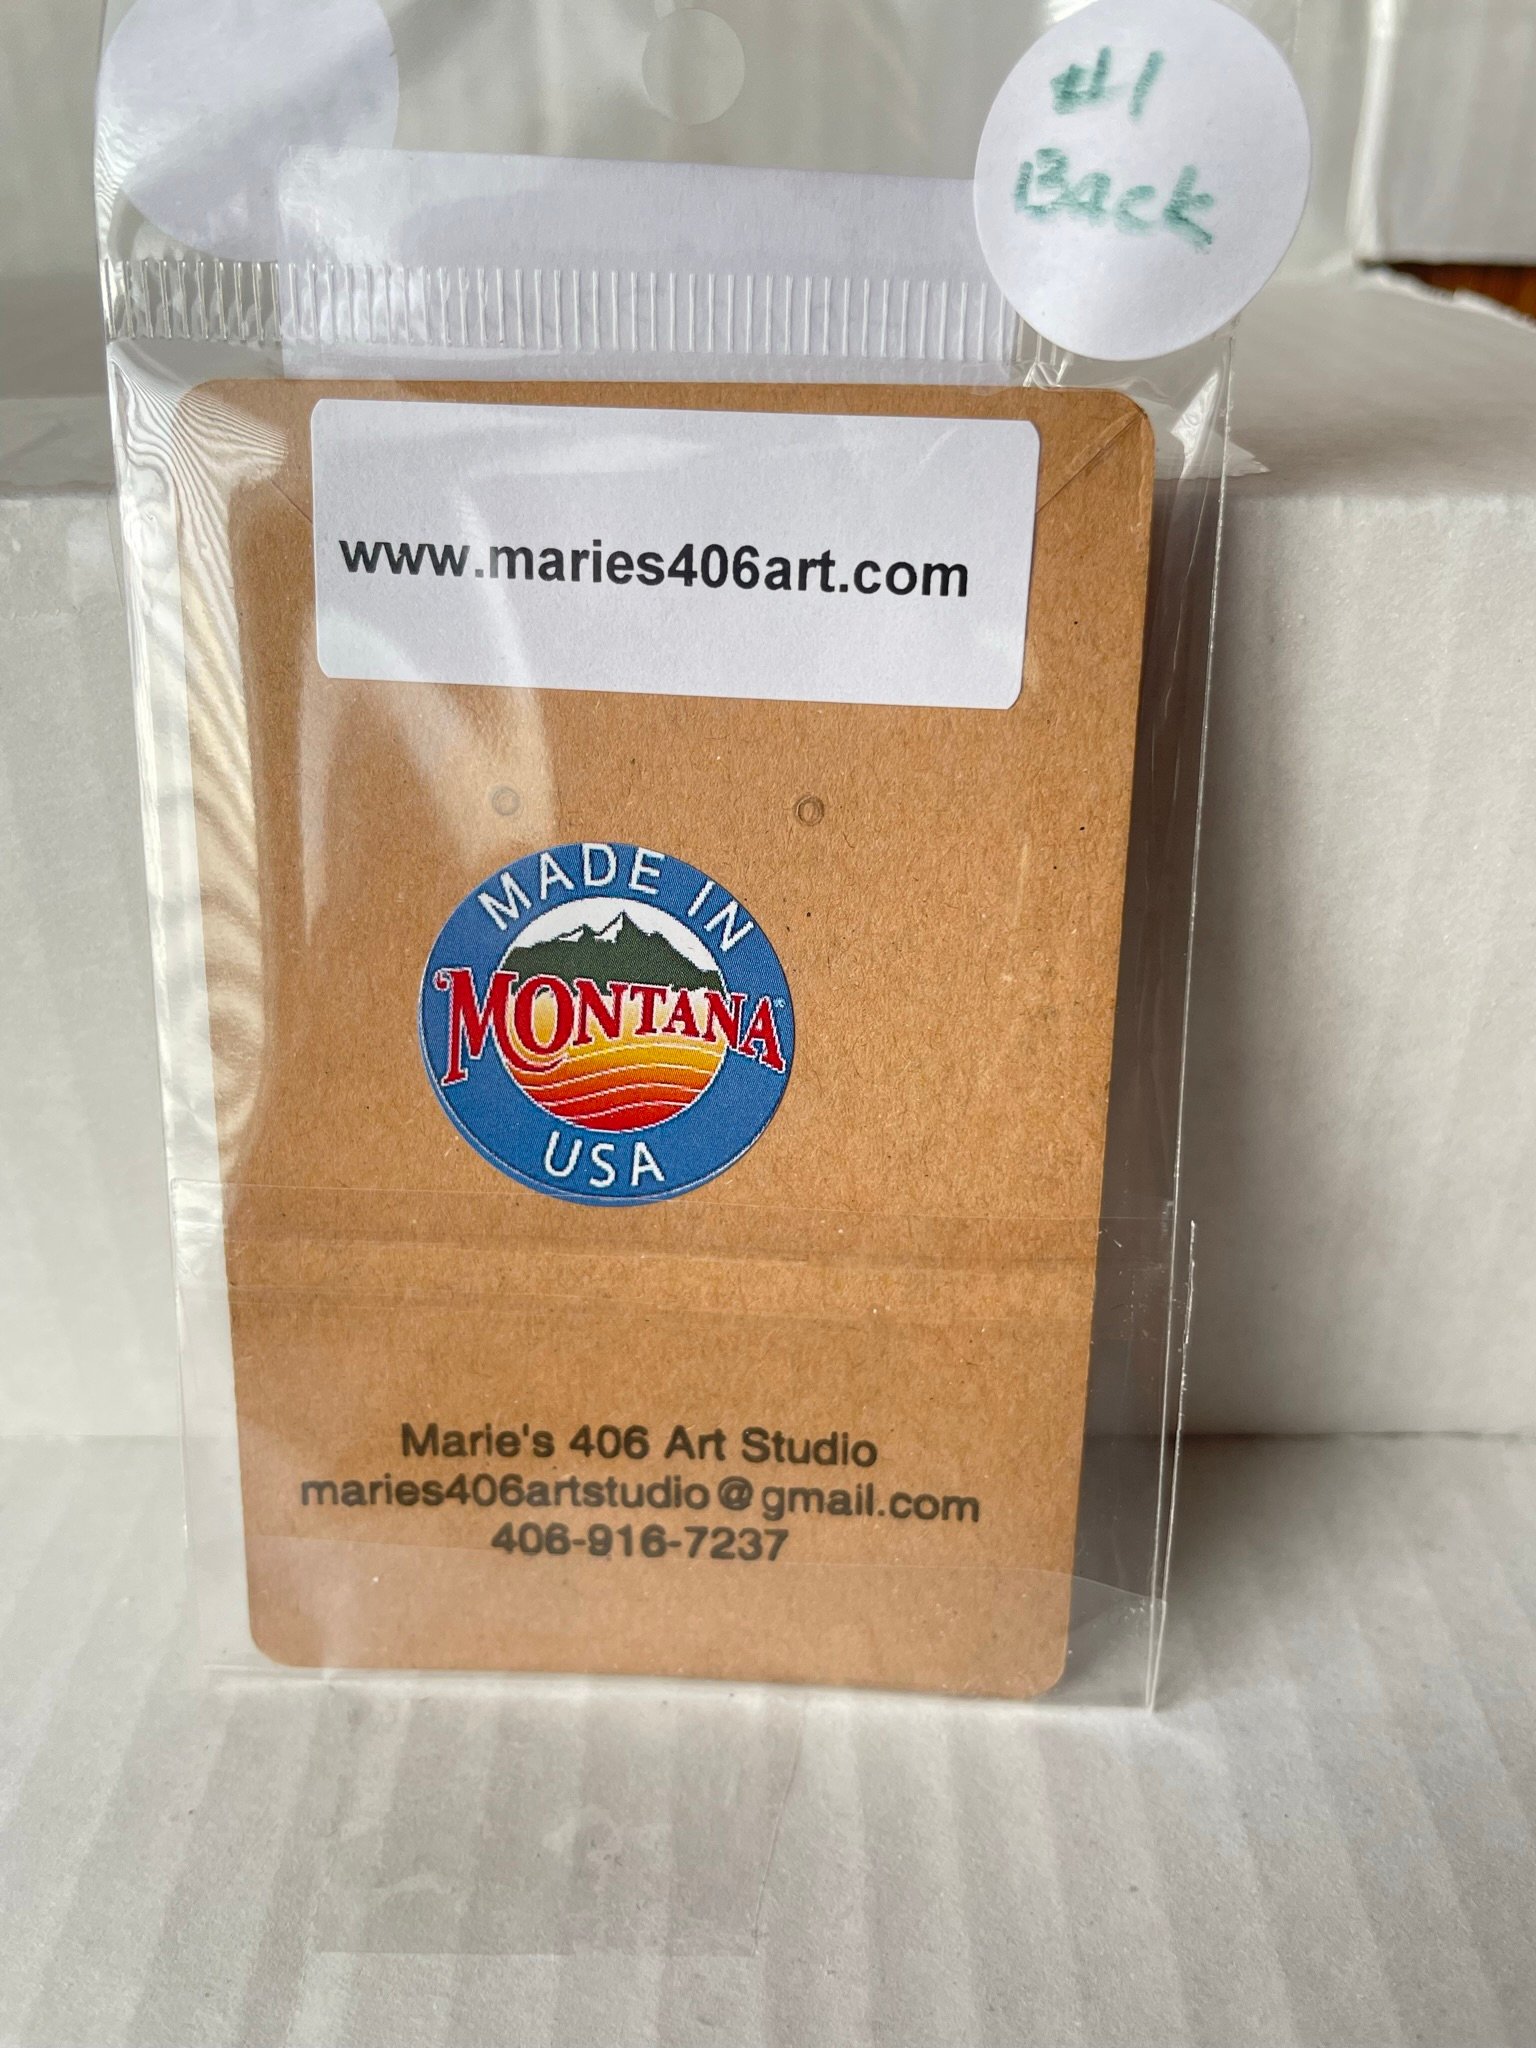 #1
Back
www.maries406art.com
MADE IN
MONTANA®
USA
Marie's 406 Art Studio
maries406artstudio@gmail.com
406-916-7237